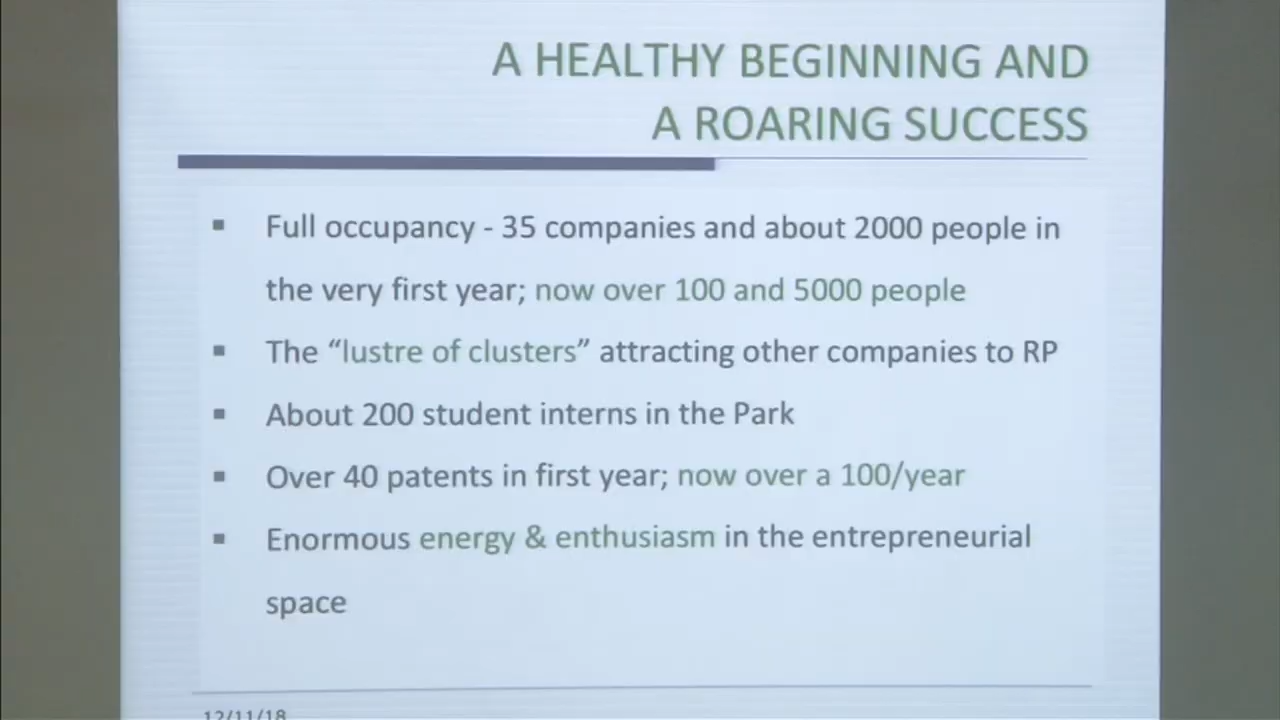 A HEALTHY BEGINNING AND
A ROARING SUCCESS
▪ Full occupancy - 35 companies and about 2000 people in
the very first year; now over 100 and 5000 people
▪ The “lustre of clusters” attracting other companies to RP
▪ About 200 student interns in the Park
▪ Over 40 patents in first year; now over a 100/year
▪ Enormous energy & enthusiasm in the entrepreneurial
space
12/11/18